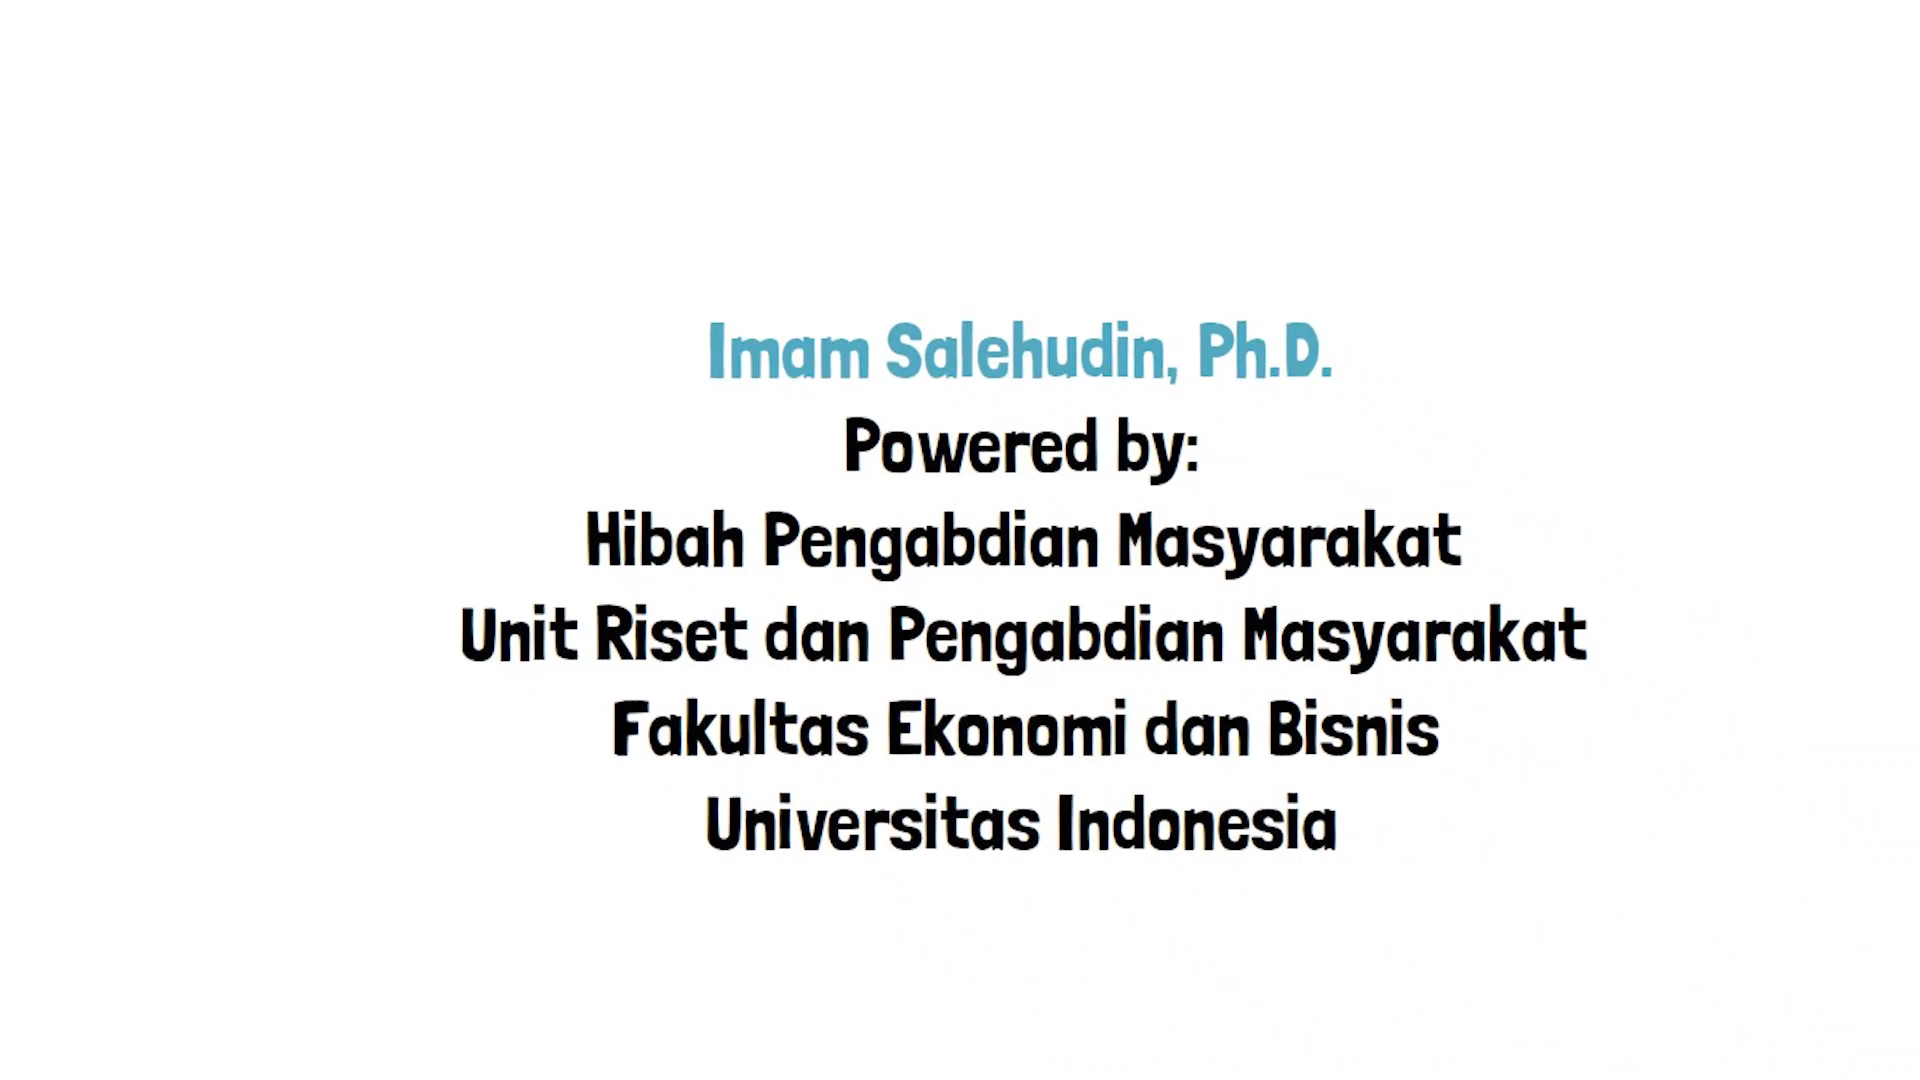 Imam Salehudin, Ph.D.
Powered by:
Hibah Pengabdian Masyarakat
Unit Riset dan Pengabdian Masyarakat
Fakultas Ekonomi dan Bisnis
Universitas Indonesia